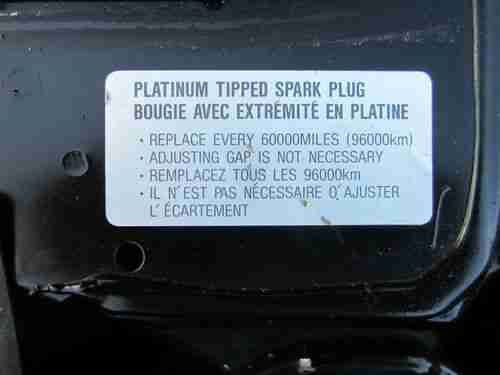 PLATINUM TIPPED SPARK PLUG
BOUGIE AVEC EXTRÉMITÉ EN PLATINE
· REPLACE EVERY 60000MILES (96000km)
· ADJUSTING GAP IS NOT NECESSARY
· REMPLACEZ TOUS LES 96000km
· IL N'EST PAS NÉCESSAIRE O'AJUSTER
L'ÉCARTEMENT